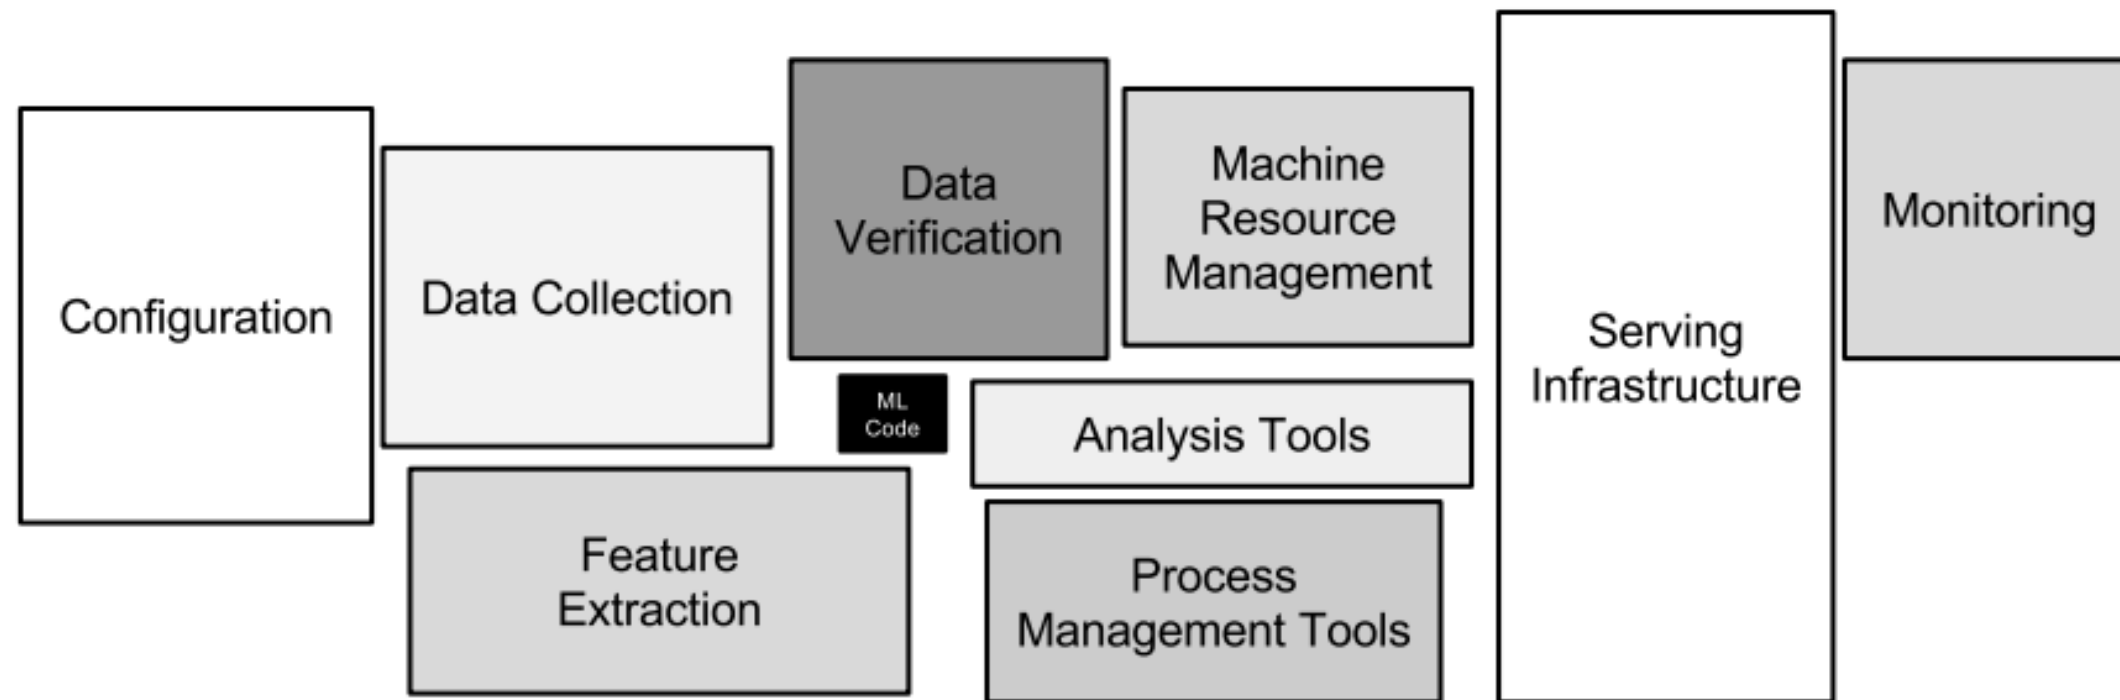 Configuration
Data Collection
Data
Verification
Machine
Resource
Management
Serving
Infrastructure
Monitoring
ML
Code
Analysis Tools
Feature
Extraction
Process
Management Tools